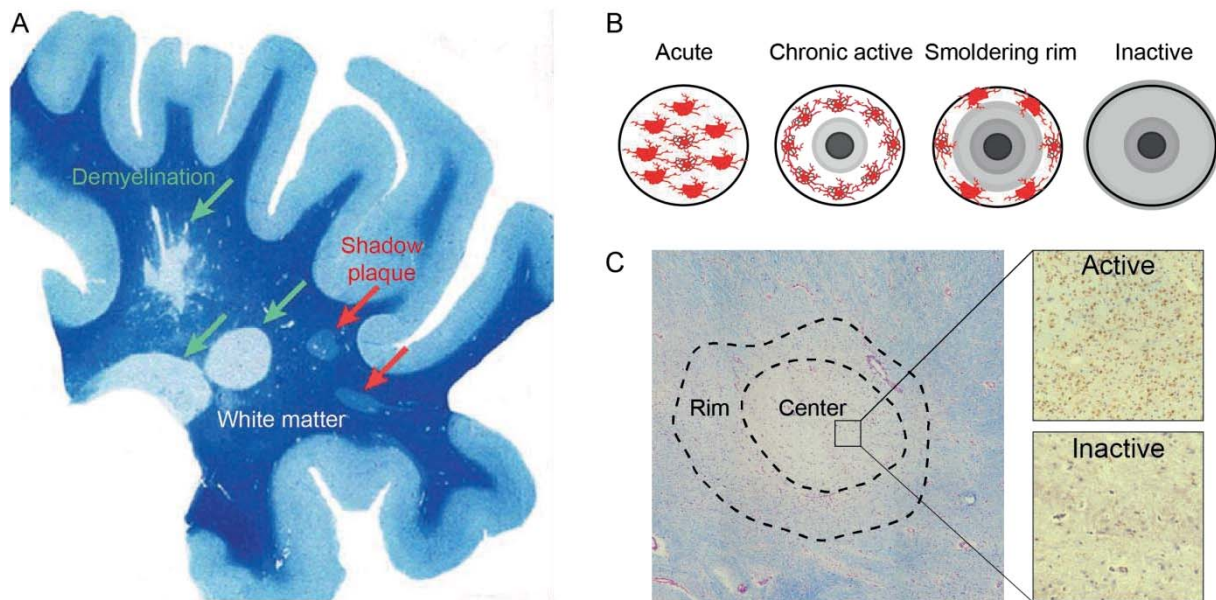 A
Demyelination
Shadow
plaque
White matter
B
Acute
Chronic active
Smoldering rim
Inactive
C
Rim
Center
Active
Inactive